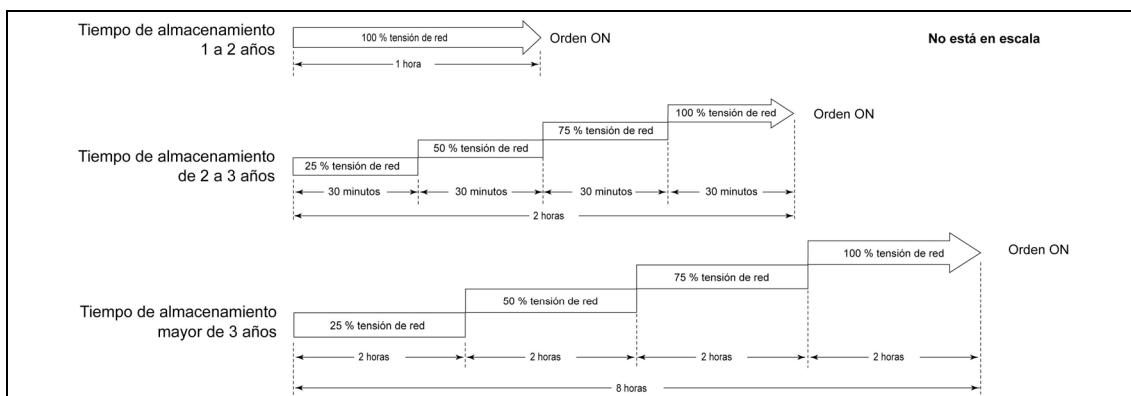 Tiempo de almacenamiento
1 a 2 años
100 % tensión de red
Orden ON
No está en escala
1 hora
Tiempo de almacenamiento
de 2 a 3 años
25 % tensión de red
50 % tensión de red
75 % tensión de red
100 % tensión de red
Orden ON
30 minutos
30 minutos
30 minutos
30 minutos
2 horas
Tiempo de almacenamiento
mayor de 3 años
25 % tensión de red
50 % tensión de red
75 % tensión de red
100 % tensión de red
Orden ON
2 horas
2 horas
2 horas
2 horas
8 horas